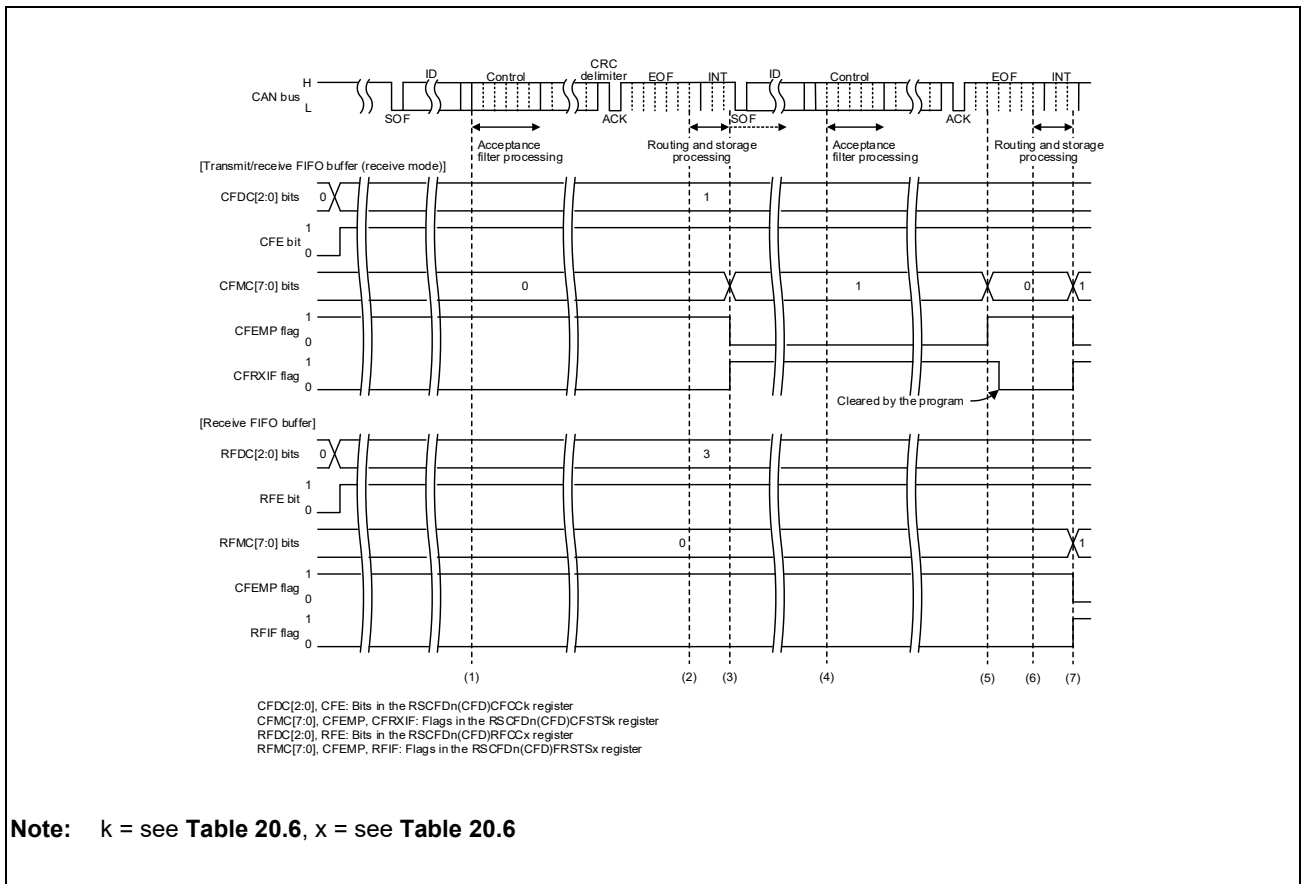 CRC
delimiter
ID Control EOF INT ID Control EOF INT
H
CAN bus
L
SOF ACK SOF ACK
Acceptance
filter processing
Routing and storage
processing
Acceptance
filter processing
Routing and storage
processing
[Transmit/receive FIFO buffer (receive mode)]
CFDC[2:0] bits 0 1
1
CFE bit
0
CFMC[7:0] bits 0 1 0 1
1
CFEMP flag
0
1
CFRXIF flag
0
Cleared by the program
[Receive FIFO buffer]
RFDC[2:0] bits 0 3
1
RFE bit
0
RFMC[7:0] bits 0 1
1
CFEMP flag
0
1
RFIF flag
0
(1) (2) (3) (4) (5) (6) (7)
CFDC[2:0], CFE: Bits in the RSCFDn(CFD)CFCCk register
CFMC[7:0], CFEMP, CFRXIF: Flags in the RSCFDn(CFD)CFSTSk register
RFDC[2:0], RFE: Bits in the RSCFDn(CFD)RFCCx register
RFMC[7:0], CFEMP, RFIF: Flags in the RSCFDn(CFD)FRSTSx register
Note: k = see Table 20.6, x = see Table 20.6